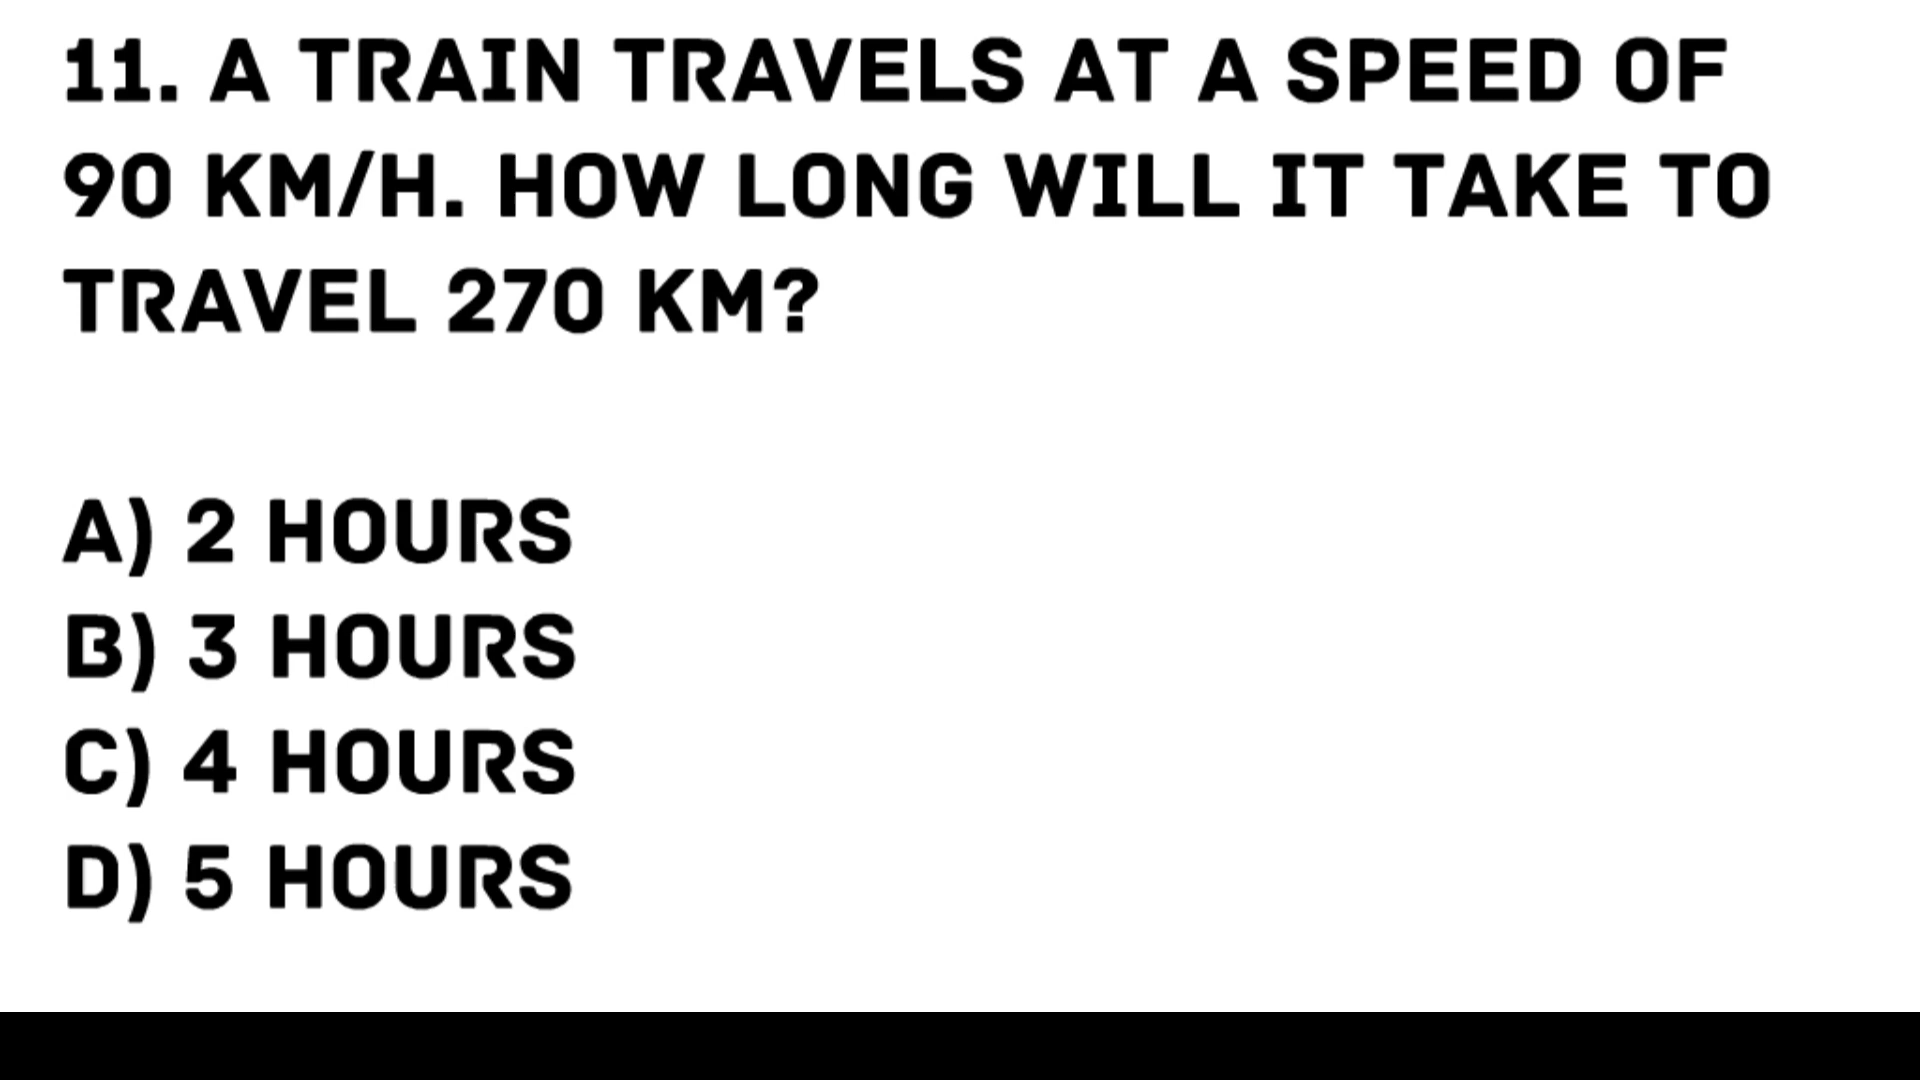 11. A TRAIN TRAVELS AT A SPEED OF
90 KM/H. HOW LONG WILL IT TAKE TO
TRAVEL 270 KM?
A) 2 HOURS
B) 3 HOURS
C) 4 HOURS
D) 5 HOURS